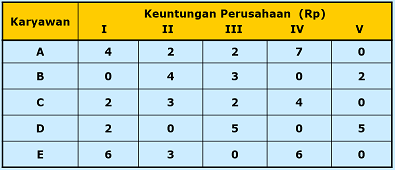 Karyawan Keuntungan Perusahaan (Rp)
I II III IV V
A 4 2 2 7 0
B 0 4 3 0 2
C 2 3 2 4 0
D 2 0 5 0 5
E 6 3 0 6 0